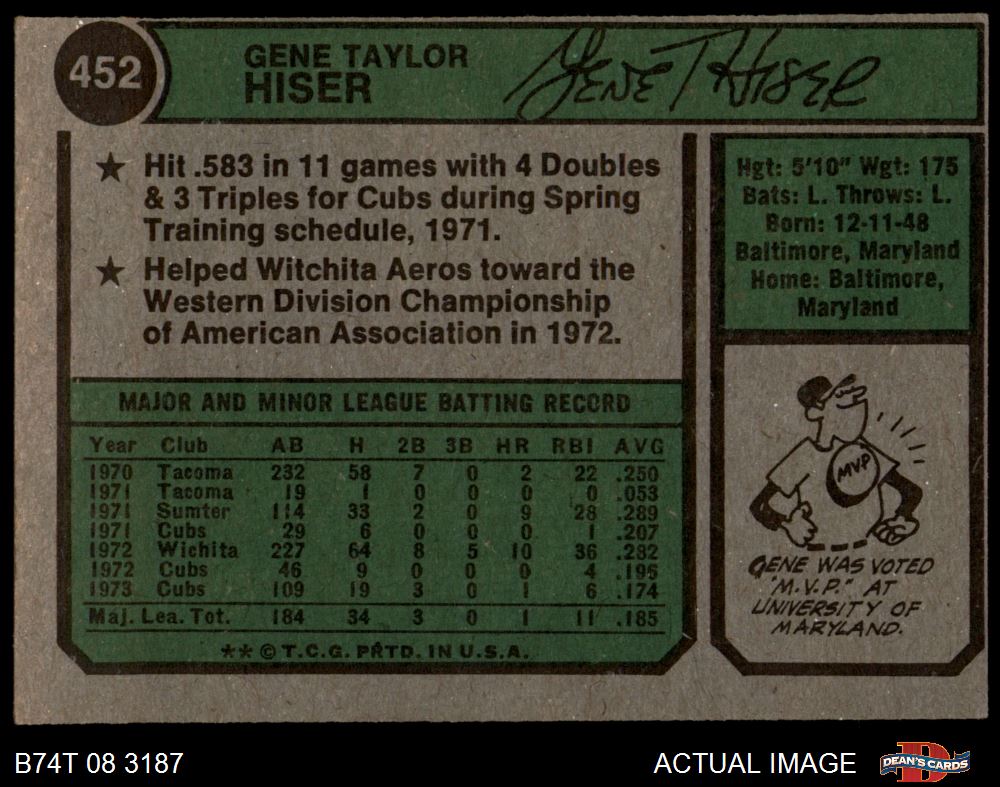 452
GENE TAYLOR
HISER
Gene T Hiser
★ Hit .583 in 11 games with 4 Doubles
& 3 Triples for Cubs during Spring
Training schedule, 1971.
★ Helped Witchita Aeros toward the
Western Division Championship
of American Association in 1972.
Hgt: 5'10" Wgt: 175
Bats: L. Throws: L.
Born: 12-11-48
Baltimore, Maryland
Home: Baltimore,
Maryland
MAJOR AND MINOR LEAGUE BATTING RECORD
Year Club AB H 2B 3B HR RBI AVG
1970 Tacoma 232 58 7 0 2 22 .250
1971 Tacoma 19 1 0 0 0 0 .053
1971 Sumter 114 33 2 0 9 28 .289
1971 Cubs 29 6 0 0 0 1 .207
1972 Wichita 227 64 8 5 10 36 .282
1972 Cubs 46 9 0 0 0 4 .196
1973 Cubs 109 19 3 0 1 6 .174
Maj. Lea. Tot. 184 34 3 0 1 11 .185
** © T.C.G. PRTD. IN U.S.A.
MVP
GENE WAS VOTED
"M.V.P." AT
UNIVERSITY OF
MARYLAND.
B74T 08 3187
ACTUAL IMAGE
D
DEAN'S CARDS